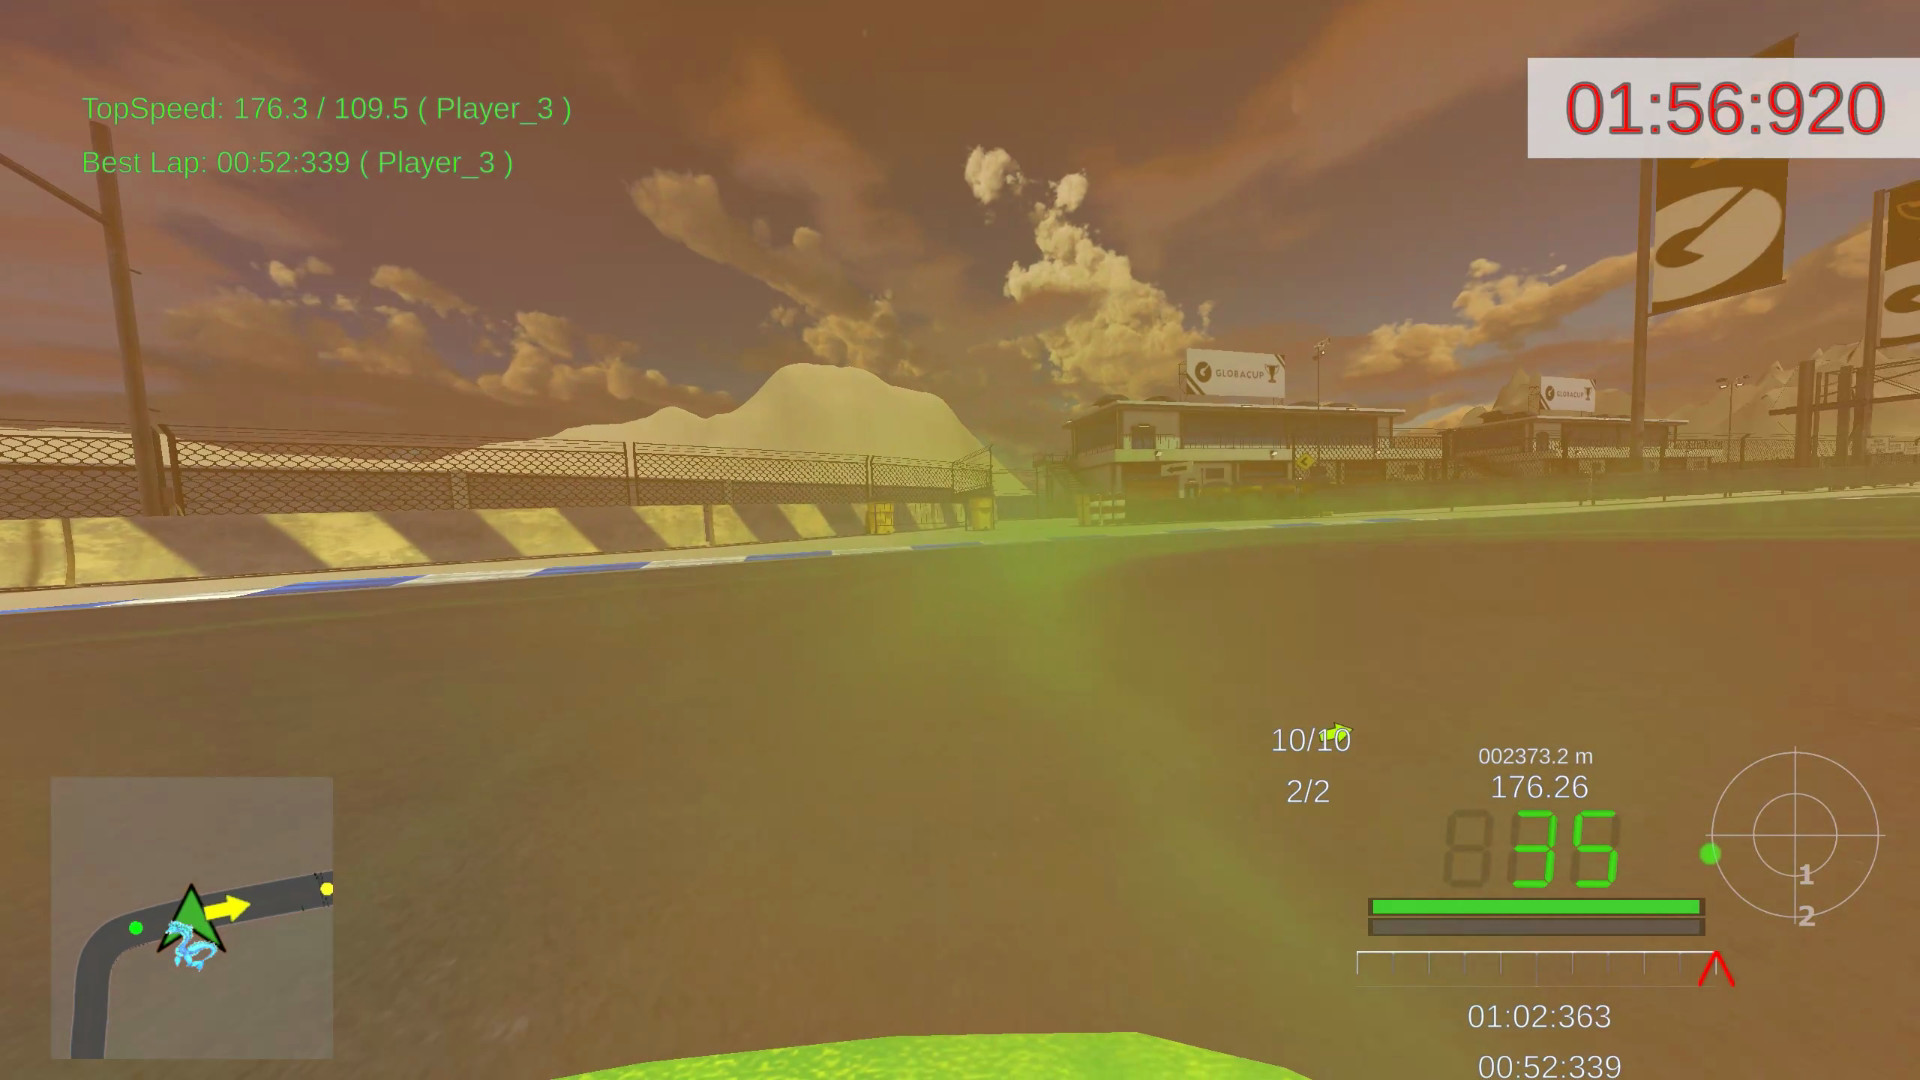 TopSpeed: 176.3 / 109.5 ( Player_3 )
01:56:920
Best Lap: 00:52:339 ( Player_3 )
GLOBACUP
GLOBACUP
10/10
2/2
002373.2 m
176.26
35
1
2
01:02:363
00:52:339